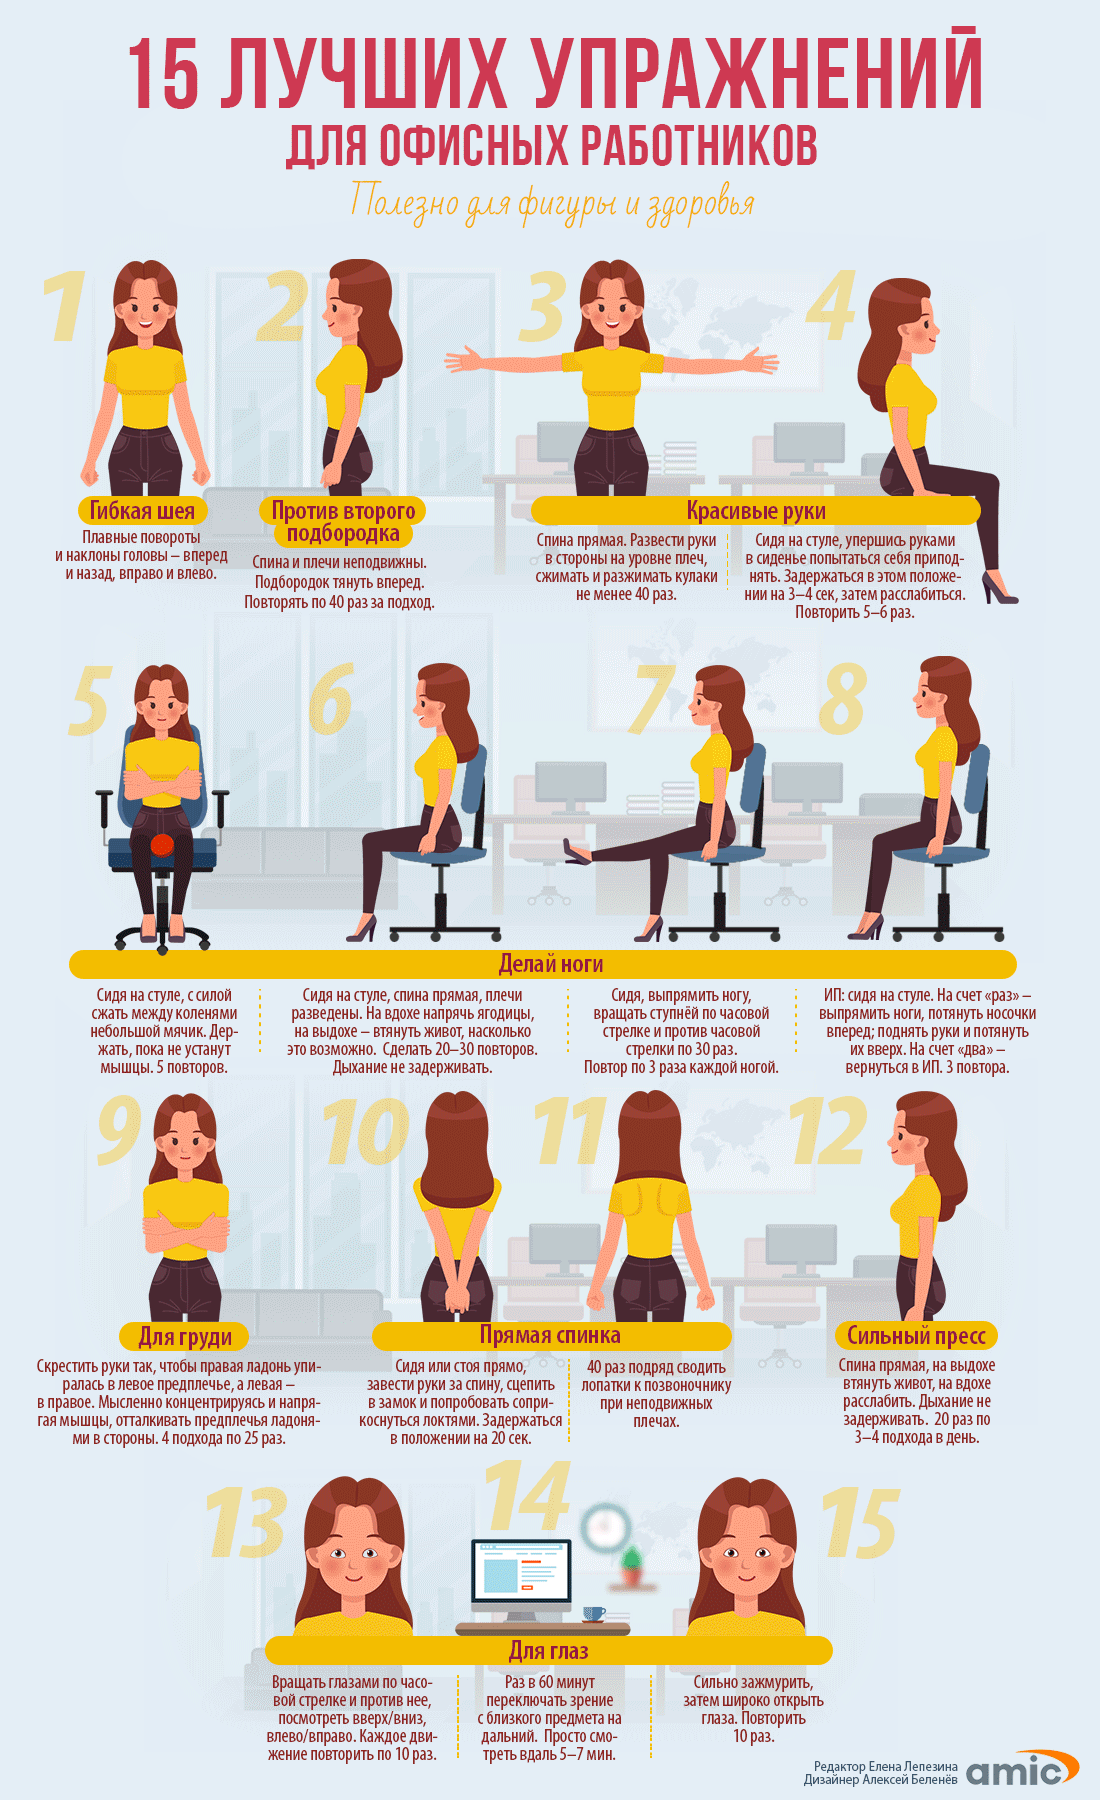 15 ЛУЧШИХ УПРАЖНЕНИЙ
ДЛЯ ОФИСНЫХ РАБОТНИКОВ
Полезно для фигуры и здоровья
1
2
3
4
Гибкая шея
Плавные повороты
и наклоны головы – вперед
и назад, вправо и влево.
Против второго
подбородка
Спина и плечи неподвижны.
Подбородок тянуть вперед.
Повторять по 40 раз за подход.
Красивые руки
Спина прямая. Развести руки
в стороны на уровне плеч,
сжимать и разжимать кулаки
не менее 40 раз.
Сидя на стуле, упершись руками
в сиденье попытаться себя припод-
нять. Задержаться в этом положе-
нии на 3–4 сек, затем расслабиться.
Повторить 5–6 раз.
5
6
7
8
Делай ноги
Сидя на стуле, с силой
сжать между коленями
небольшой мячик. Дер-
жать, пока не устанут
мышцы. 5 повторов.
Сидя на стуле, спина прямая, плечи
разведены. На вдохе напрячь ягодицы,
на выдохе – втянуть живот, насколько
это возможно. Сделать 20–30 повторов.
Дыхание не задерживать.
Сидя, выпрямить ногу,
вращать ступнёй по часовой
стрелке и против часовой
стрелки по 30 раз.
Повтор по 3 раза каждой ногой.
ИП: сидя на стуле. На счет «раз» –
выпрямить ноги, потянуть носочки
вперед; поднять руки и потянуть
их вверх. На счет «два» –
вернуться в ИП. 3 повтора.
9
10
11
12
Для груди
Скрестить руки так, чтобы правая ладонь упи-
ралась в левое предплечье, а левая –
в правое. Мысленно концентрируясь и напря-
гая мышцы, отталкивать предплечья ладоня-
ми в стороны. 4 подхода по 25 раз.
Прямая спинка
Сидя или стоя прямо,
завести руки за спину, сцепить
в замок и попробовать сопри-
коснуться локтями. Задержаться
в положении на 20 сек.
40 раз подряд сводить
лопатки к позвоночнику
при неподвижных
плечах.
Сильный пресс
Спина прямая, на выдохе
втянуть живот, на вдохе
расслабить. Дыхание не
задерживать. 20 раз по
3–4 подхода в день.
13
14
15
Для глаз
Вращать глазами по часо-
вой стрелке и против нее,
посмотреть вверх/вниз,
влево/вправо. Каждое дви-
жение повторить по 10 раз.
Раз в 60 минут
переключать зрение
с близкого предмета на
дальний. Просто смо-
треть вдаль 5–7 мин.
Сильно зажмурить,
затем широко открыть
глаза. Повторить
10 раз.
Редактор Елена Лепезина
Дизайнер Алексей Беленёв
amic